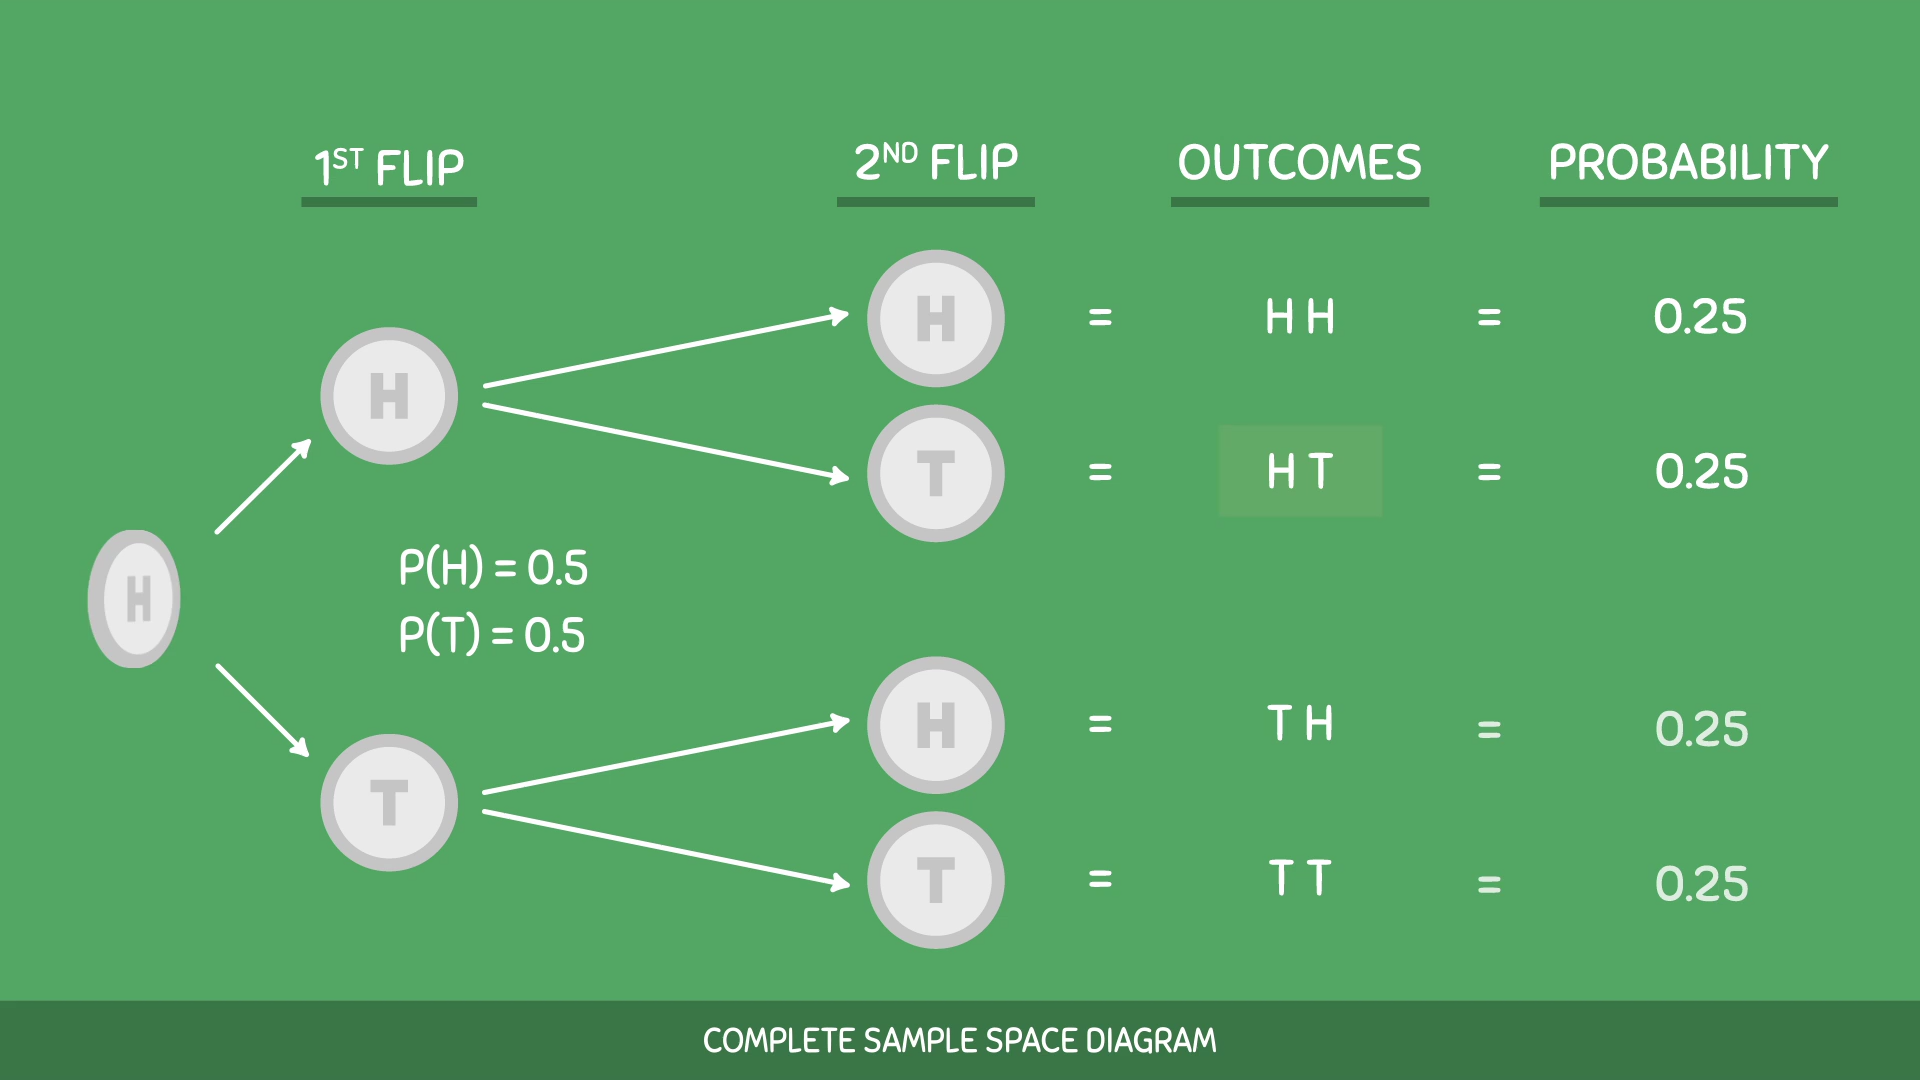 1ST FLIP 2ND FLIP OUTCOMES PROBABILITY
H = H H = 0.25
H
T = H T = 0.25
P(H) = 0.5
H
P(T) = 0.5
H = T H = 0.25
T
T = T T = 0.25
COMPLETE SAMPLE SPACE DIAGRAM